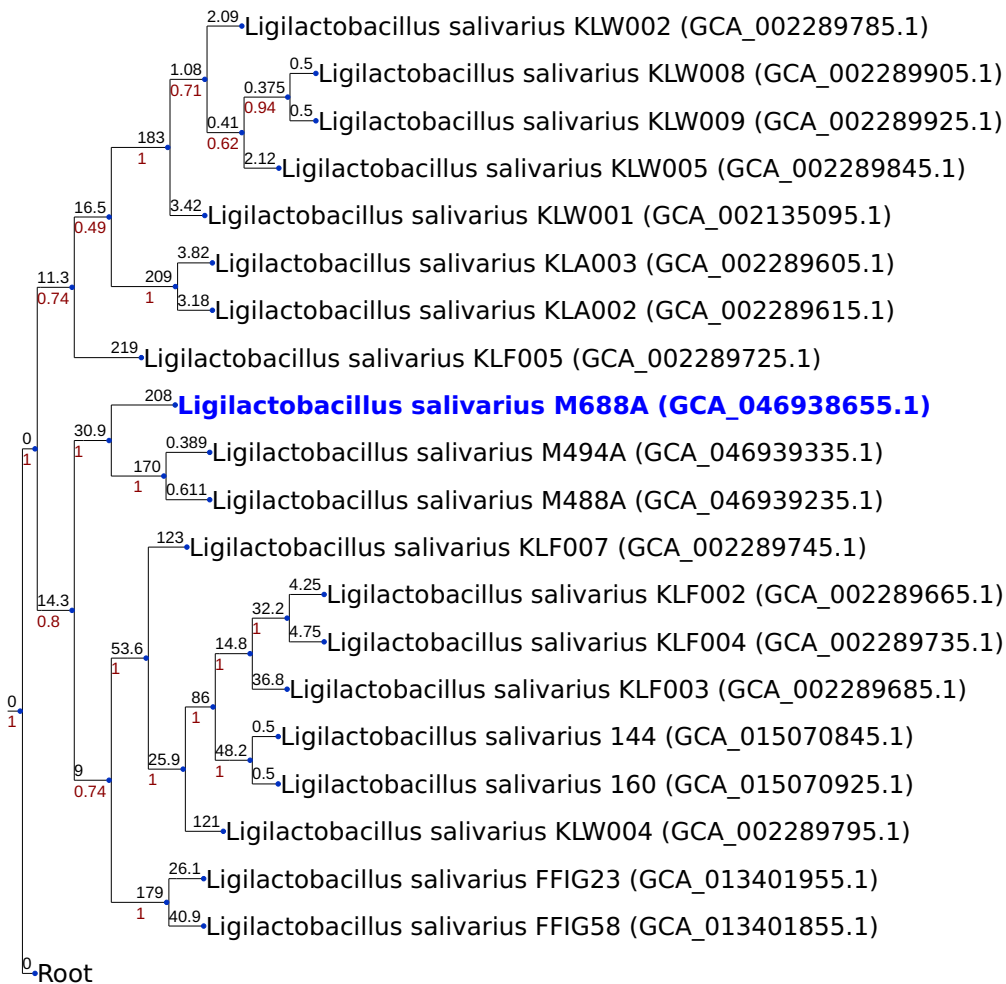 2.09
Ligilactobacillus salivarius KLW002 (GCA_002289785.1)
1.08
0.71
0.5
Ligilactobacillus salivarius KLW008 (GCA_002289905.1)
0.375
0.94
0.5
Ligilactobacillus salivarius KLW009 (GCA_002289925.1)
0.41
0.62
183
1
2.12
Ligilactobacillus salivarius KLW005 (GCA_002289845.1)
16.5
0.49
3.42
Ligilactobacillus salivarius KLW001 (GCA_002135095.1)
3.82
Ligilactobacillus salivarius KLA003 (GCA_002289605.1)
11.3
0.74
209
1
3.18
Ligilactobacillus salivarius KLA002 (GCA_002289615.1)
219
Ligilactobacillus salivarius KLF005 (GCA_002289725.1)
208
Ligilactobacillus salivarius M688A (GCA_046938655.1)
0
1
30.9
1
0.389
Ligilactobacillus salivarius M494A (GCA_046939335.1)
170
1
0.611
Ligilactobacillus salivarius M488A (GCA_046939235.1)
123
Ligilactobacillus salivarius KLF007 (GCA_002289745.1)
14.3
0.8
4.25
Ligilactobacillus salivarius KLF002 (GCA_002289665.1)
32.2
1
4.75
Ligilactobacillus salivarius KLF004 (GCA_002289735.1)
53.6
1
14.8
1
36.8
Ligilactobacillus salivarius KLF003 (GCA_002289685.1)
0
1
86
1
0.5
Ligilactobacillus salivarius 144 (GCA_015070845.1)
48.2
1
9
0.74
25.9
1
0.5
Ligilactobacillus salivarius 160 (GCA_015070925.1)
121
Ligilactobacillus salivarius KLW004 (GCA_002289795.1)
26.1
Ligilactobacillus salivarius FFIG23 (GCA_013401955.1)
179
1
40.9
Ligilactobacillus salivarius FFIG58 (GCA_013401855.1)
0
Root